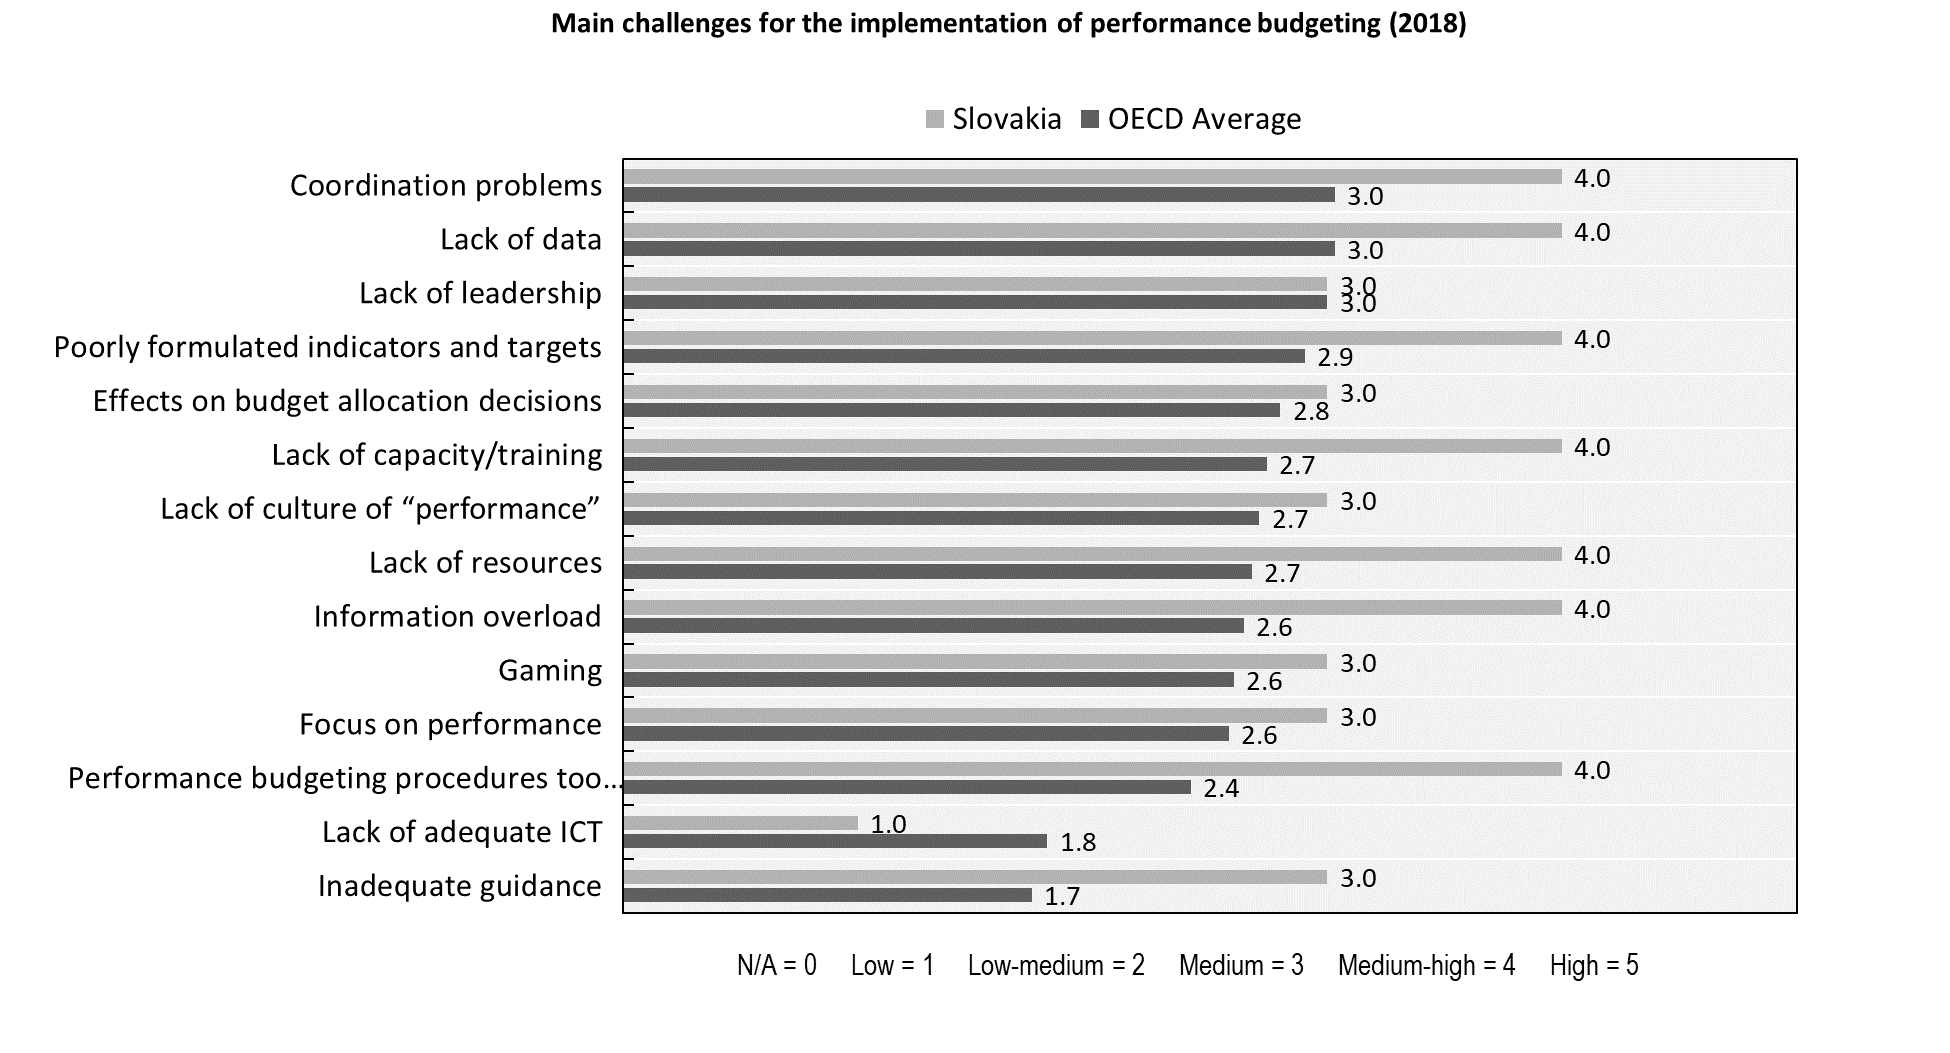 Main challenges for the implementation of performance budgeting (2018)
Slovakia OECD Average
Coordination problems 4.0
3.0
Lack of data 4.0
3.0
Lack of leadership 3.0
3.0
Poorly formulated indicators and targets 4.0
2.9
Effects on budget allocation decisions 3.0
2.8
Lack of capacity/training 4.0
2.7
Lack of culture of “performance” 3.0
2.7
Lack of resources 4.0
2.7
Information overload 4.0
2.6
Gaming 3.0
2.6
Focus on performance 3.0
2.6
Performance budgeting procedures too... 4.0
2.4
Lack of adequate ICT 1.0
1.8
Inadequate guidance 3.0
1.7
N/A = 0 Low = 1 Low-medium = 2 Medium = 3 Medium-high = 4 High = 5